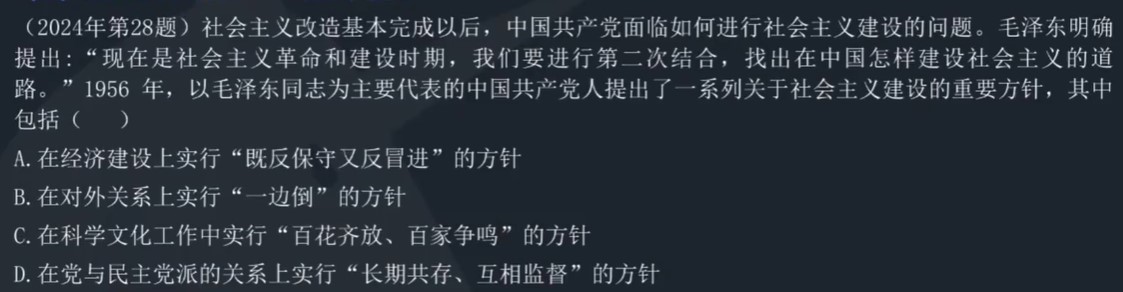 （2024年第28题）社会主义改造基本完成以后，中国共产党面临如何进行社会主义建设的问题。毛泽东明确
提出：“现在是社会主义革命和建设时期，我们要进行第二次结合，找出在中国怎样建设社会主义的道
路。”1956 年，以毛泽东同志为主要代表的中国共产党人提出了一系列关于社会主义建设的重要方针，其中
包括（　　）
A.在经济建设上实行“既反保守又反冒进”的方针
B.在对外关系上实行“一边倒”的方针
C.在科学文化工作中实行“百花齐放、百家争鸣”的方针
D.在党与民主党派的关系上实行“长期共存、互相监督”的方针